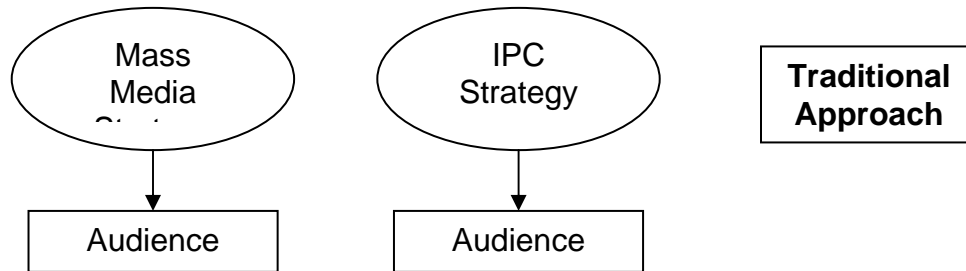 Mass
Media
IPC
Strategy
Traditional
Approach
Audience
Audience